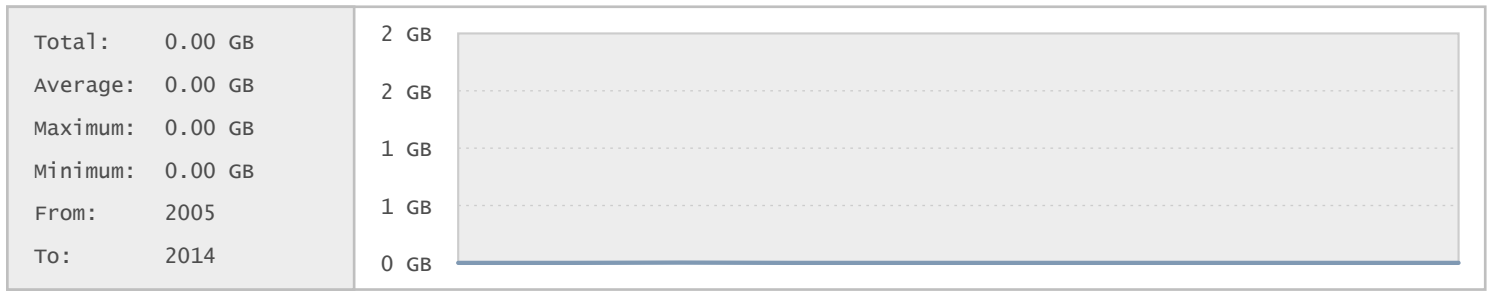 Total: 0.00 GB
Average: 0.00 GB
Maximum: 0.00 GB
Minimum: 0.00 GB
From: 2005
To: 2014
2 GB
2 GB
1 GB
1 GB
0 GB